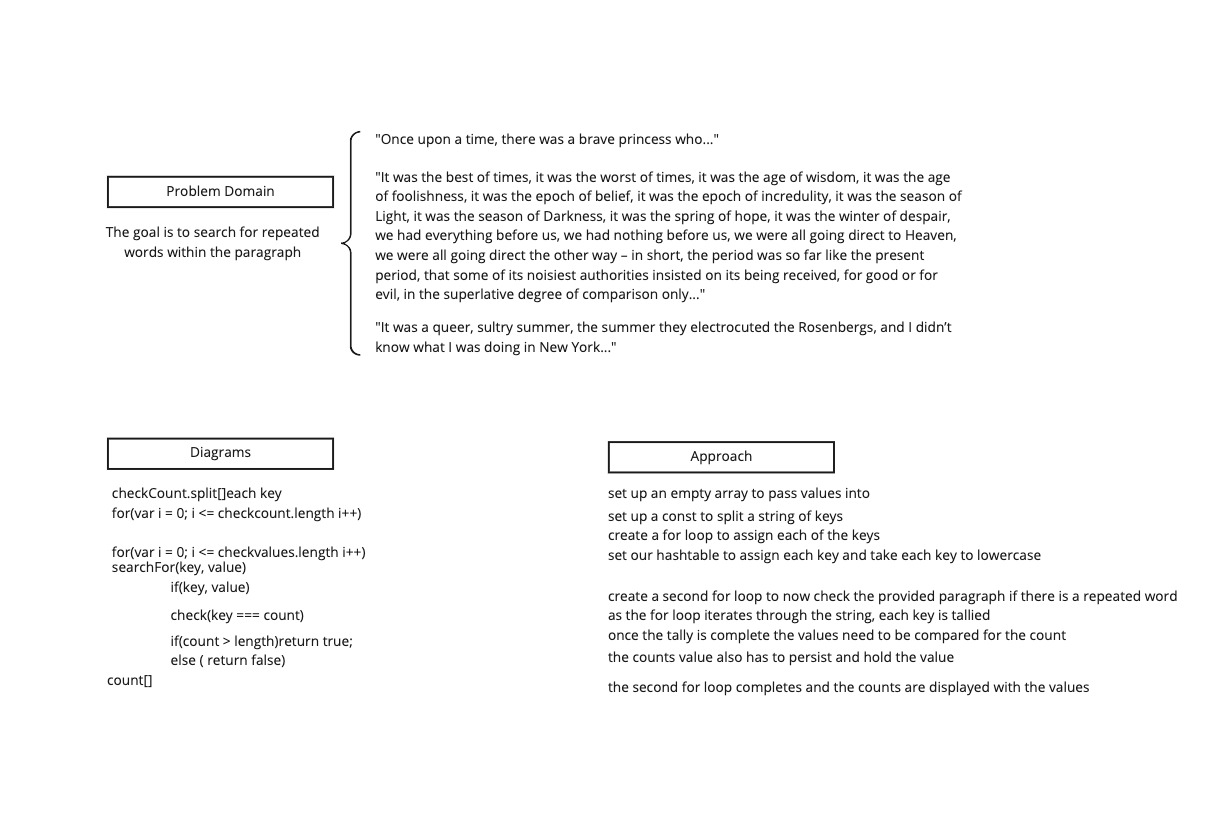 Problem Domain
The goal is to search for repeated
words within the paragraph
"Once upon a time, there was a brave princess who..."
"It was the best of times, it was the worst of times, it was the age of wisdom, it was the age
of foolishness, it was the epoch of belief, it was the epoch of incredulity, it was the season of
Light, it was the season of Darkness, it was the spring of hope, it was the winter of despair,
we had everything before us, we had nothing before us, we were all going direct to Heaven,
we were all going direct the other way – in short, the period was so far like the present
period, that some of its noisiest authorities insisted on its being received, for good or for
evil, in the superlative degree of comparison only..."
"It was a queer, sultry summer, the summer they electrocuted the Rosenbergs, and I didn’t
know what I was doing in New York..."
Diagrams
checkCount.split[]each key
for(var i = 0; i <= checkcount.length i++)
for(var i = 0; i <= checkvalues.length i++)
searchFor(key, value)
if(key, value)
check(key === count)
if(count > length)return true;
else ( return false)
count[]
Approach
set up an empty array to pass values into
set up a const to split a string of keys
create a for loop to assign each of the keys
set our hashtable to assign each key and take each key to lowercase
create a second for loop to now check the provided paragraph if there is a repeated word
as the for loop iterates through the string, each key is tallied
once the tally is complete the values need to be compared for the count
the counts value also has to persist and hold the value
the second for loop completes and the counts are displayed with the values